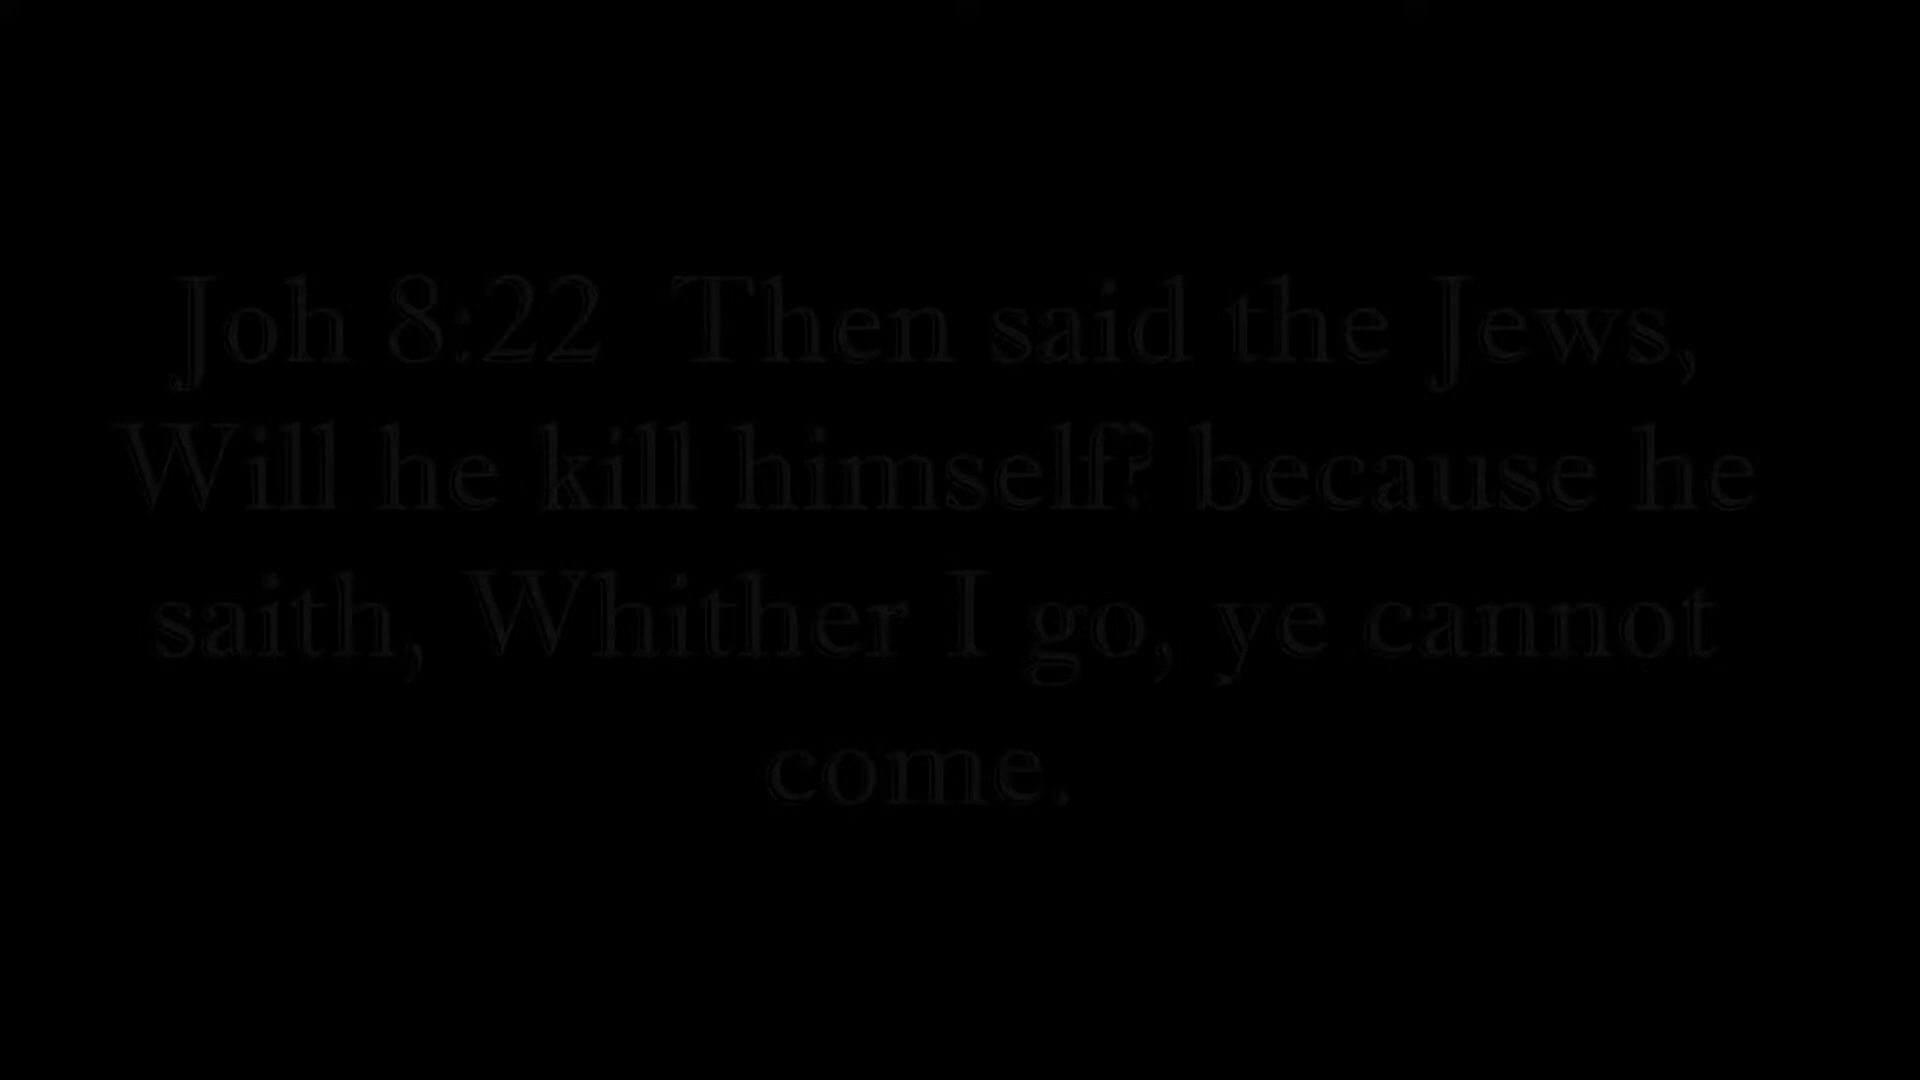 Joh 8:22  Then said the Jews,
Will he kill himself? because he
saith, Whither I go, ye cannot
come.